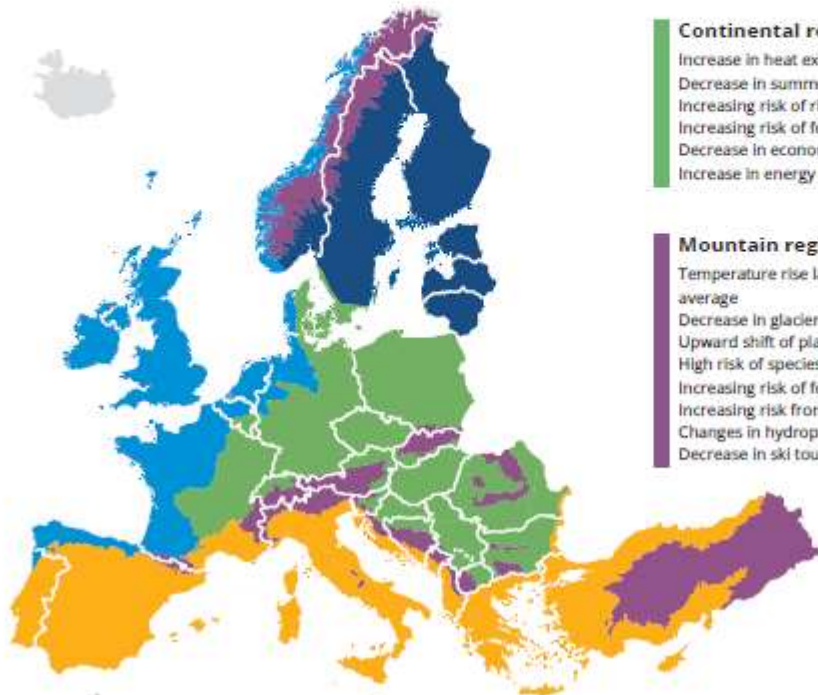 Continental re
Increase in heat ex
Decrease in summ
Increasing risk of ri
Increasing risk of fo
Decrease in econo
Increase in energy
Mountain reg
Temperature rise la
average
Decrease in glacier
Upward shift of pla
High risk of species
Increasing risk of fo
Increasing risk fron
Changes in hydrop
Decrease in ski tou